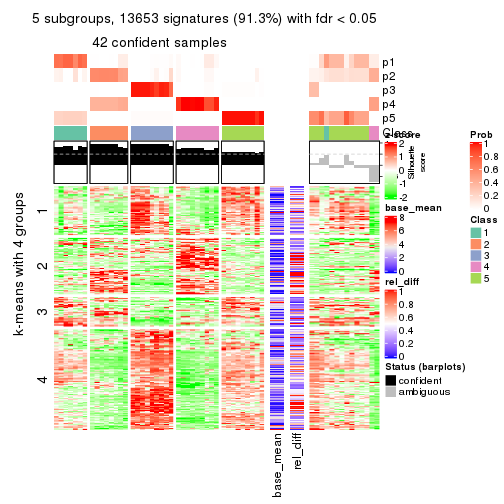 5 subgroups, 13653 signatures (91.3%) with fdr < 0.05
42 confident samples
p1
p2
p3
p4
p5
Class
Silhouette
score
k-means with 4 groups
1
2
3
4
base_mean
rel_diff
z-score
2
1
0
-1
-2
base_mean
8
6
4
2
0
rel_diff
1
0.8
0.6
0.4
0.2
0
Status (barplots)
confident
ambiguous
Prob
1
0.8
0.6
0.4
0.2
0
Class
1
2
3
4
5